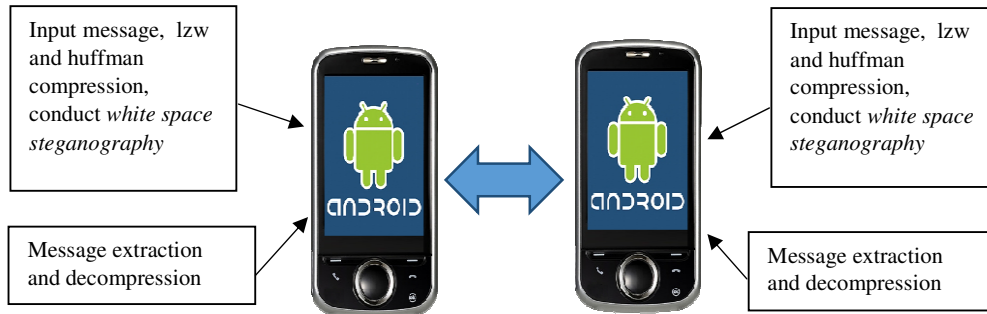 Input message, lzw
and huffman
compression,
conduct white space
steganography
Message extraction
and decompression
ANDROID
ANDROID
Input message, lzw
and huffman
compression,
conduct white space
steganography
Message extraction
and decompression